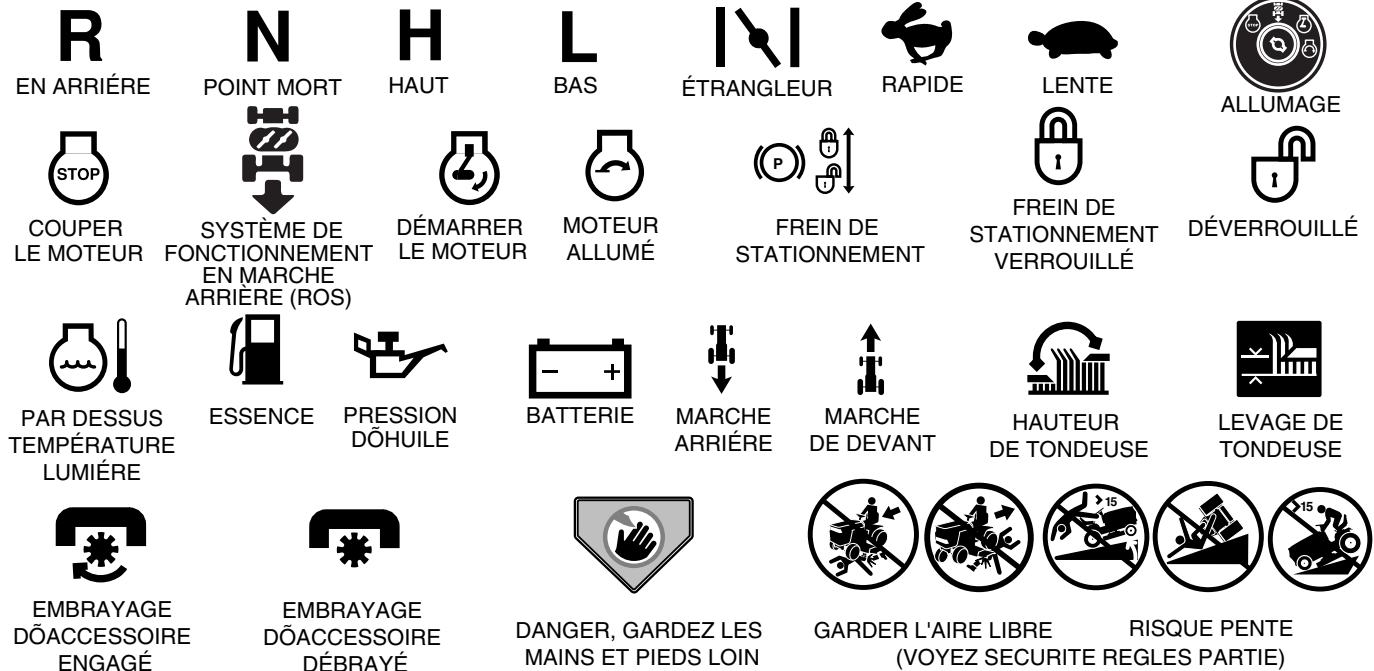 R N H L
EN ARRIÉRE POINT MORT HAUT BAS ÉTRANGLEUR RAPIDE LENTE ALLUMAGE
STOP
STOP P
COUPER
LE MOTEUR
SYSTÈME DE
FONCTIONNEMENT
EN MARCHE
ARRIÈRE (ROS)
DÉMARRER
LE MOTEUR
MOTEUR
ALLUMÉ
FREIN DE
STATIONNEMENT
FREIN DE
STATIONNEMENT
VERROUILLÉ
DÉVERROUILLÉ
PAR DESSUS
TEMPÉRATURE
LUMIÉRE
ESSENCE
PRESSION
DÕHUILE
BATTERIE
MARCHE
ARRIÉRE
MARCHE
DE DEVANT
HAUTEUR
DE TONDEUSE
LEVAGE DE
TONDEUSE
15 15
EMBRAYAGE
DÕACCESSOIRE
ENGAGÉ
EMBRAYAGE
DÕACCESSOIRE
DÉBRAYÉ
DANGER, GARDEZ LES
MAINS ET PIEDS LOIN
GARDER L'AIRE LIBRE RISQUE PENTE
(VOYEZ SECURITE REGLES PARTIE)